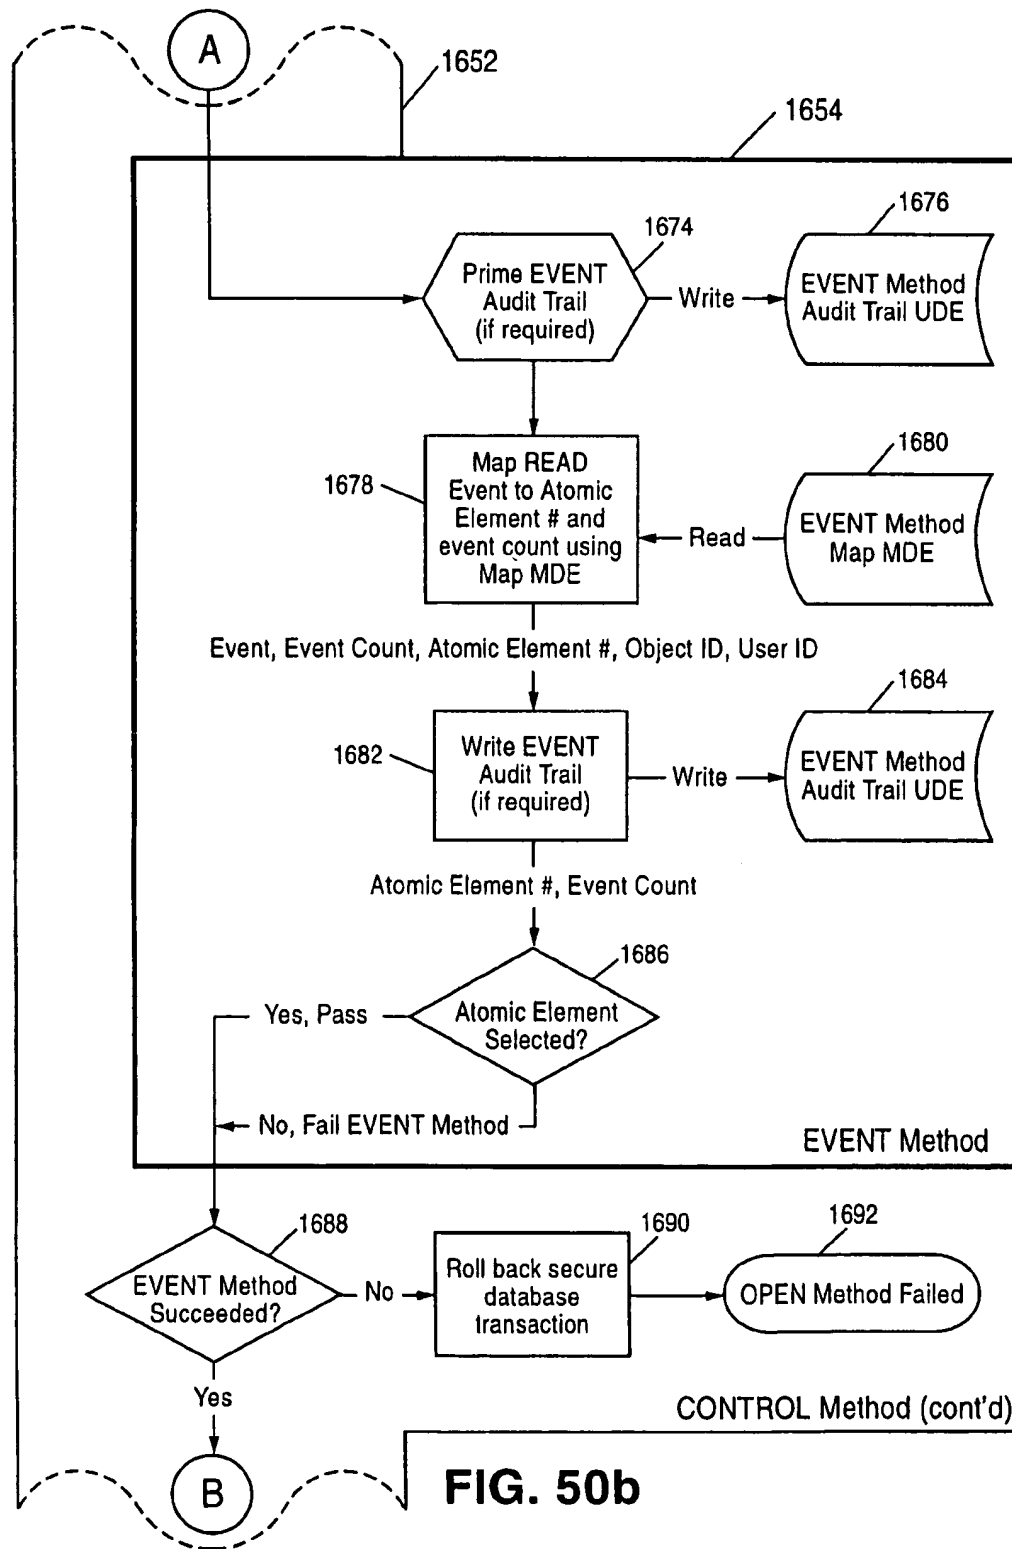 A
1652
1654
1676
1674
Prime EVENT
Audit Trail
(if required)
Write
EVENT Method
Audit Trail UDE
1678
Map READ
Event to Atomic
Element # and
event count using
Map MDE
Read
1680
EVENT Method
Map MDE
Event, Event Count, Atomic Element #, Object ID, User ID
1684
1682
Write EVENT
Audit Trail
(if required)
Write
EVENT Method
Audit Trail UDE
Atomic Element #, Event Count
1686
Atomic Element
Selected?
Yes, Pass
No, Fail EVENT Method
EVENT Method
1688
EVENT Method
Succeeded?
No
1690
Roll back secure
database
transaction
1692
OPEN Method Failed
Yes
CONTROL Method (cont'd)
B
FIG. 50b